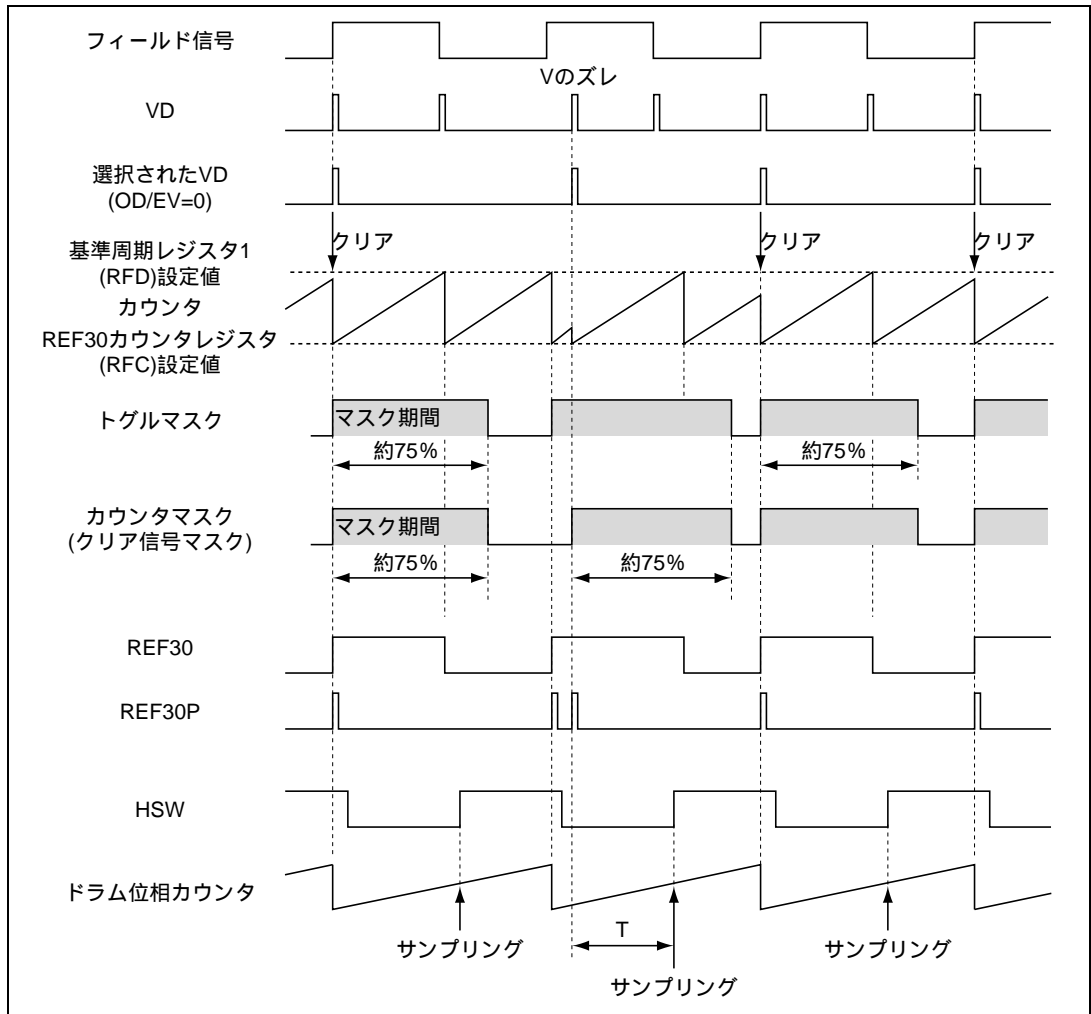 フィールド信号
Vのズレ
VD
選択されたVD
(OD/EV=0)
クリア
クリア
クリア
基準周期レジスタ1
(RFD)設定値
カウンタ
REF30カウンタレジスタ
(RFC)設定値
トグルマスク
マスク期間
約75%
約75%
カウンタマスク
(クリア信号マスク)
マスク期間
約75%
約75%
REF30
REF30P
HSW
ドラム位相カウンタ
サンプリング
T
サンプリング
サンプリング